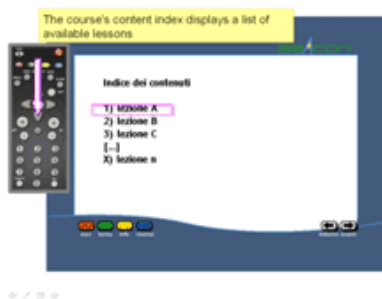 The course's content index displays a list of
available lessons
Indice dei contenuti
1) lezione A
2) lezione B
3) lezione C
[...]
X) lezione n